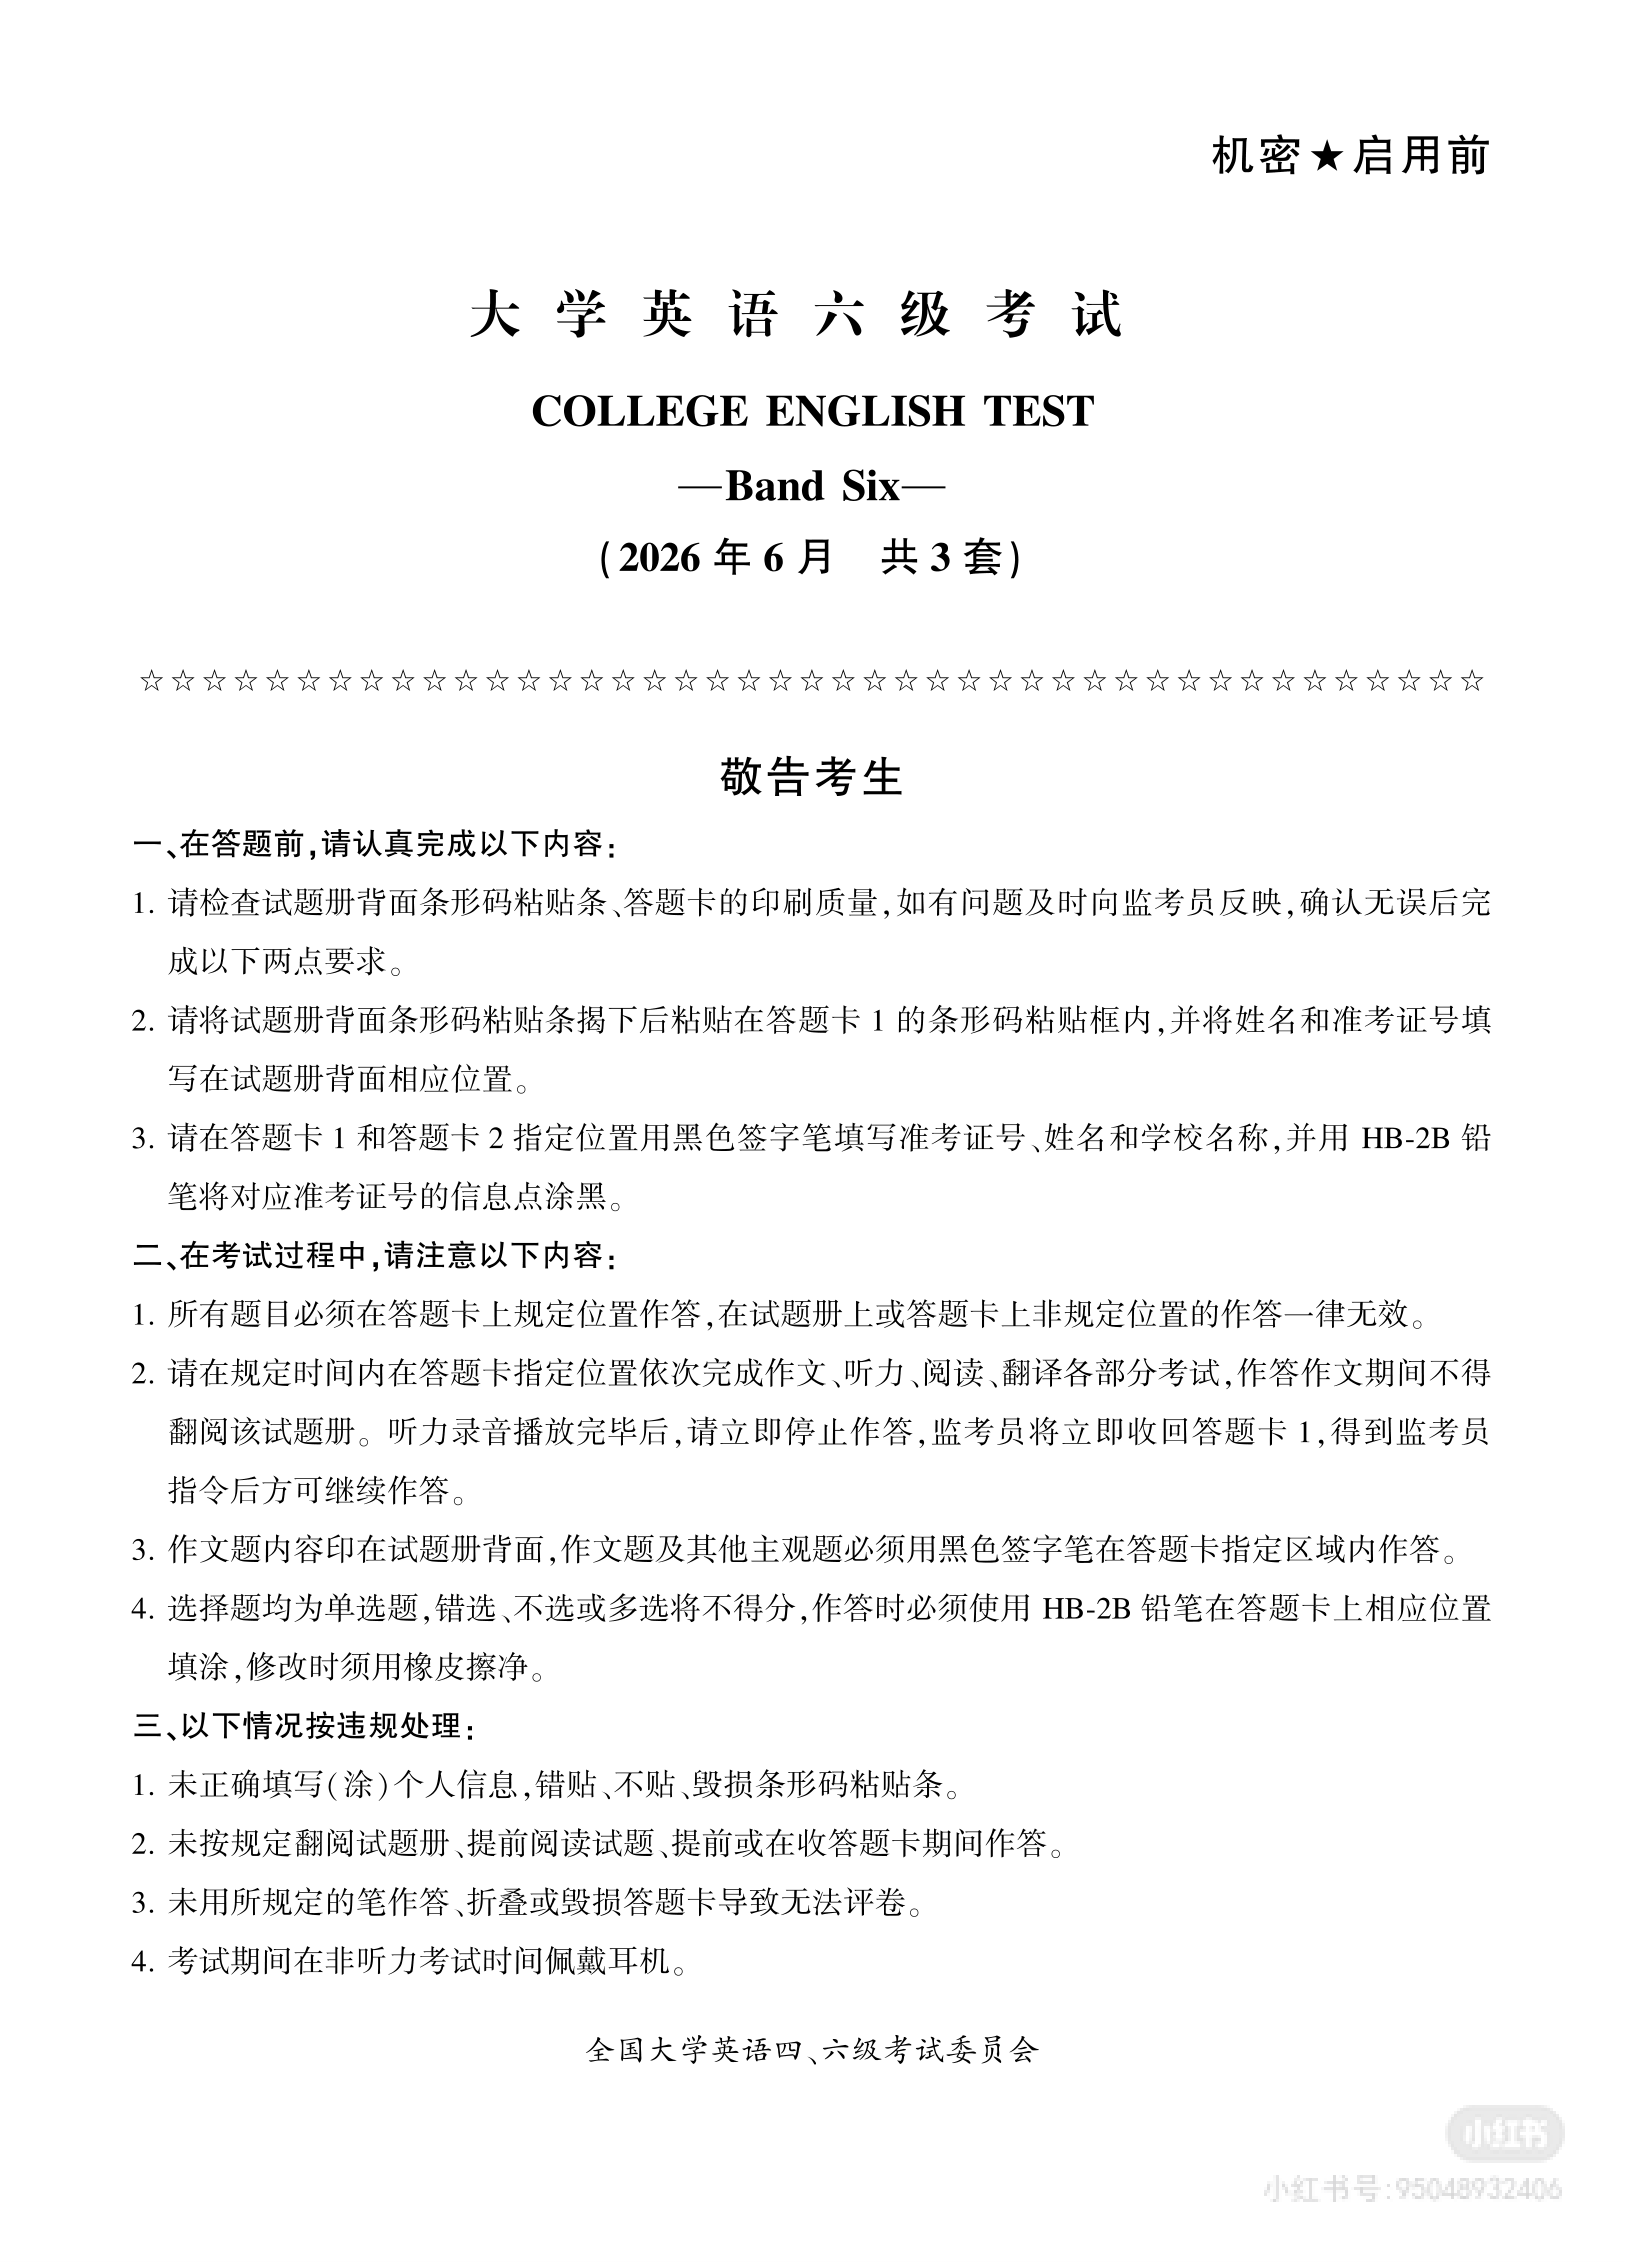 机密★启用前
大学英语六级考试
COLLEGE ENGLISH TEST
—Band Six—
(2026年6月 共3套)
☆☆☆☆☆☆☆☆☆☆☆☆☆☆☆☆☆☆☆☆☆☆☆☆☆☆☆☆☆☆☆☆☆☆☆☆☆☆☆☆☆☆☆
敬告考生
一、在答题前,请认真完成以下内容:
1. 请检查试题册背面条形码粘贴条、答题卡的印刷质量,如有问题及时向监考员反映,确认无误后完
成以下两点要求。
2. 请将试题册背面条形码粘贴条揭下后粘贴在答题卡1的条形码粘贴框内,并将姓名和准考证号填
写在试题册背面相应位置。
3. 请在答题卡1和答题卡2指定位置用黑色签字笔填写准考证号、姓名和学校名称,并用HB-2B铅
笔将对应准考证号的信息点涂黑。
二、在考试过程中,请注意以下内容:
1. 所有题目必须在答题卡上规定位置作答,在试题册上或答题卡上非规定位置的作答一律无效。
2. 请在规定时间内在答题卡指定位置依次完成作文、听力、阅读、翻译各部分考试,作答作文期间不得
翻阅该试题册。听力录音播放完毕后,请立即停止作答,监考员将立即收回答题卡1,得到监考员
指令后方可继续作答。
3. 作文题内容印在试题册背面,作文题及其他主观题必须用黑色签字笔在答题卡指定区域内作答。
4. 选择题均为单选题,错选、不选或多选将不得分,作答时必须使用HB-2B铅笔在答题卡上相应位置
填涂,修改时须用橡皮擦净。
三、以下情况按违规处理:
1. 未正确填写(涂)个人信息,错贴、不贴、毁损条形码粘贴条。
2. 未按规定翻阅试题册、提前阅读试题、提前或在收答题卡期间作答。
3. 未用所规定的笔作答、折叠或毁损答题卡导致无法评卷。
4. 考试期间在非听力考试时间佩戴耳机。
全国大学英语四、六级考试委员会
小红书
小红书号:95048932406